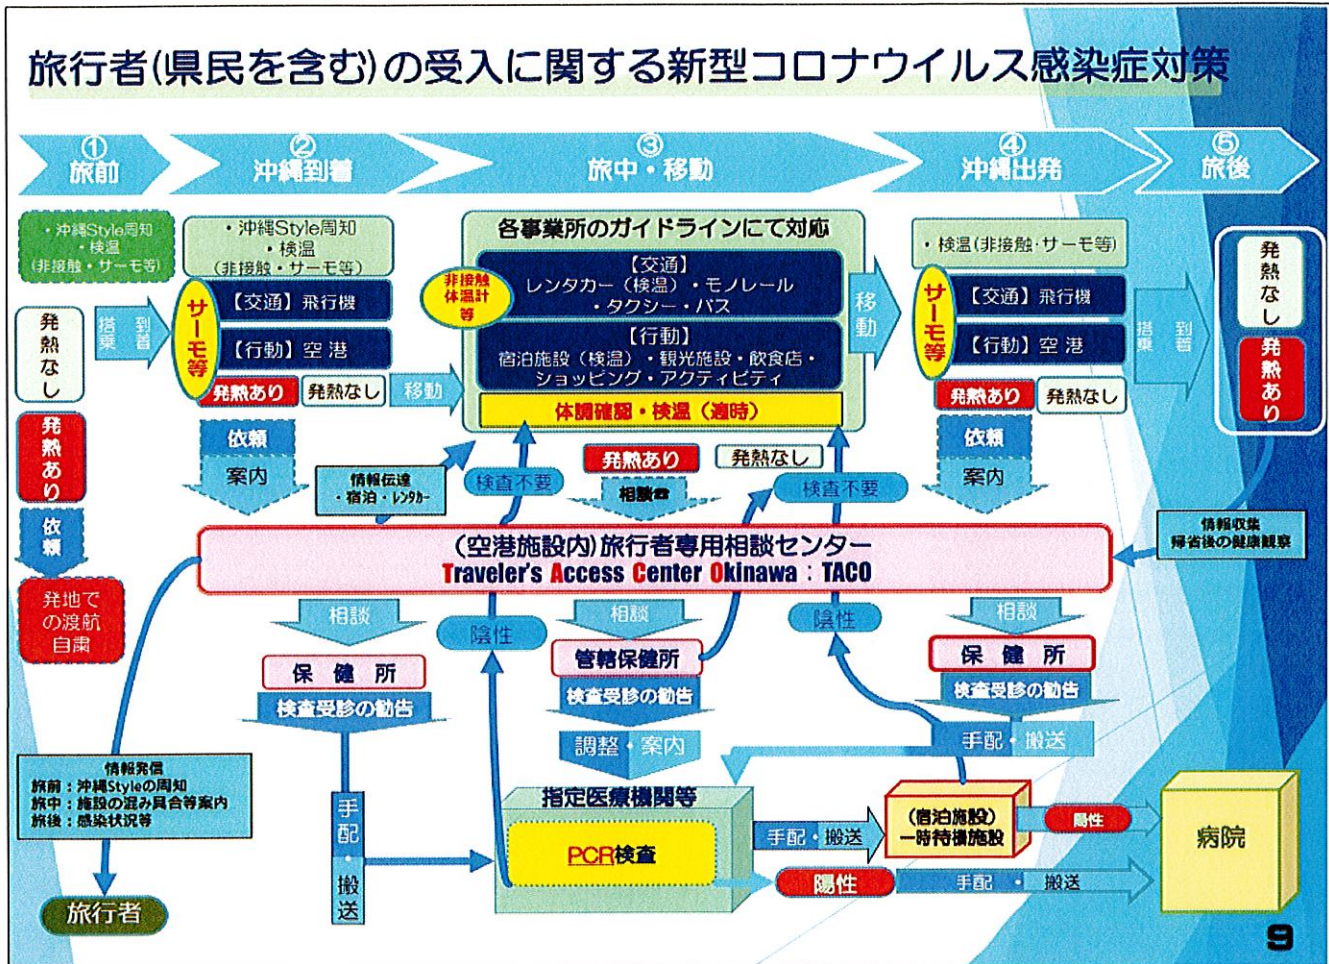 旅行者(県民を含む)の受入に関する新型コロナウイルス感染症対策
①
旅前
②
沖縄到着
③
旅中・移動
④
沖縄出発
⑤
旅後
・沖縄Style周知
・検温
(非接触・サーモ等)
発熱なし
搭乗
到着
発熱あり
依頼
発地で
の渡航
自粛
・沖縄Style周知
・検温
(非接触・サーモ等)
サーモ等
【交通】飛行機
【行動】空港
発熱あり
発熱なし
移動
依頼
案内
各事業所のガイドラインにて対応
非接触
体温計
等
【交通】
レンタカー(検温)・モノレール
・タクシー・バス
【行動】
宿泊施設(検温)・観光施設・飲食店・
ショッピング・アクティビティ
体調確認・検温(適時)
移動
発熱あり
発熱なし
相談☎
情報伝達
・宿泊・レンタカー
検査不要
検査不要
・検温(非接触・サーモ等)
サーモ等
【交通】飛行機
【行動】空港
発熱あり
発熱なし
依頼
案内
搭乗
到着
発熱なし
発熱あり
情報収集
帰省後の健康観察
(空港施設内)旅行者専用相談センター
Traveler's Access Center Okinawa:TACO
相談
保健所
検査受診の勧告
手配・搬送
陰性
相談
管轄保健所
検査受診の勧告
調整・案内
陰性
相談
保健所
検査受診の勧告
手配・搬送
情報発信
旅前:沖縄Styleの周知
旅中:施設の混み具合等案内
旅後:感染状況等
旅行者
指定医療機関等
PCR検査
手配・搬送
(宿泊施設)
一時待機施設
陽性
陽性
手配・搬送
病院
9